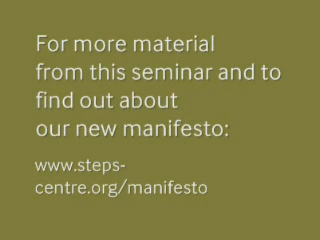 For more material
from this seminar and to
find out about
our new manifesto:
www.steps-
centre.org/manifesto